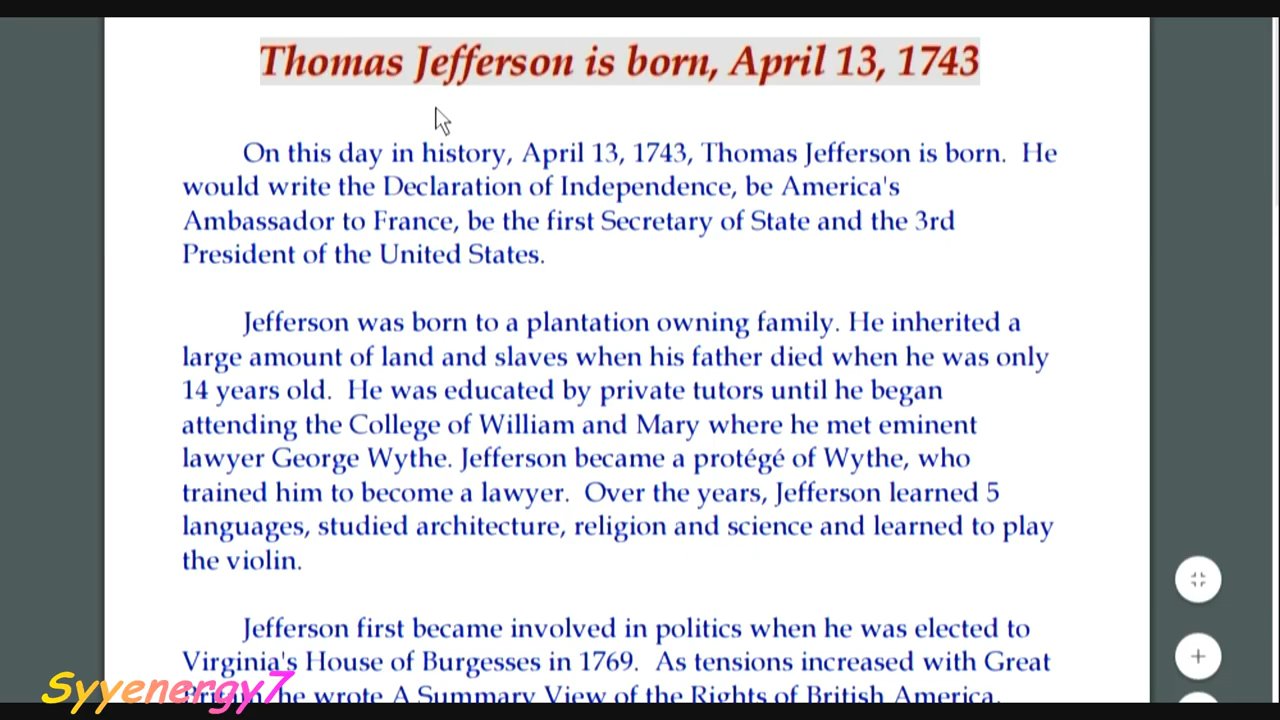 Thomas Jefferson is born, April 13, 1743
On this day in history, April 13, 1743, Thomas Jefferson is born. He
would write the Declaration of Independence, be America's
Ambassador to France, be the first Secretary of State and the 3rd
President of the United States.
Jefferson was born to a plantation owning family. He inherited a
large amount of land and slaves when his father died when he was only
14 years old. He was educated by private tutors until he began
attending the College of William and Mary where he met eminent
lawyer George Wythe. Jefferson became a protégé of Wythe, who
trained him to become a lawyer. Over the years, Jefferson learned 5
languages, studied architecture, religion and science and learned to play
the violin.
Jefferson first became involved in politics when he was elected to
Virginia's House of Burgesses in 1769. As tensions increased with Great
Britain, he wrote A Summary View of the Rights of British America,
Syyenergy7